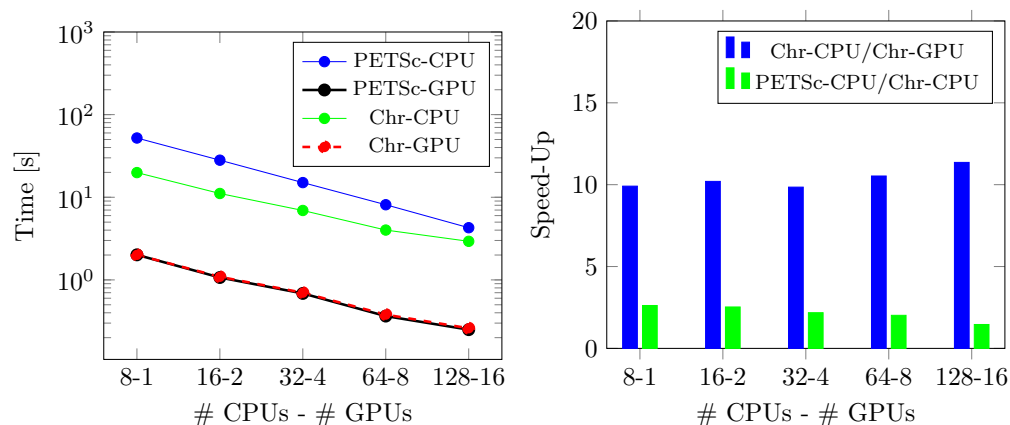 10^3
10^2
10^1
10^0
Time [s]
PETSc-CPU
PETSc-GPU
Chr-CPU
Chr-GPU
8-1 16-2 32-4 64-8 128-16
# CPUs - # GPUs
20
15
10
5
0
Speed-Up
Chr-CPU/Chr-GPU
PETSc-CPU/Chr-CPU
8-1 16-2 32-4 64-8 128-16
# CPUs - # GPUs